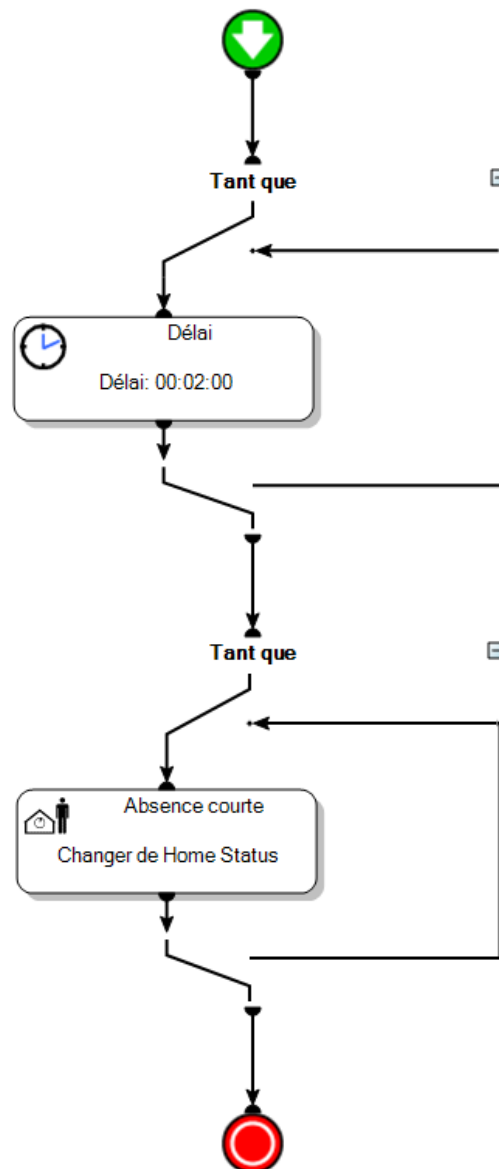 Tant que
Délai
Délai: 00:02:00
Tant que
Absence courte
Changer de Home Status